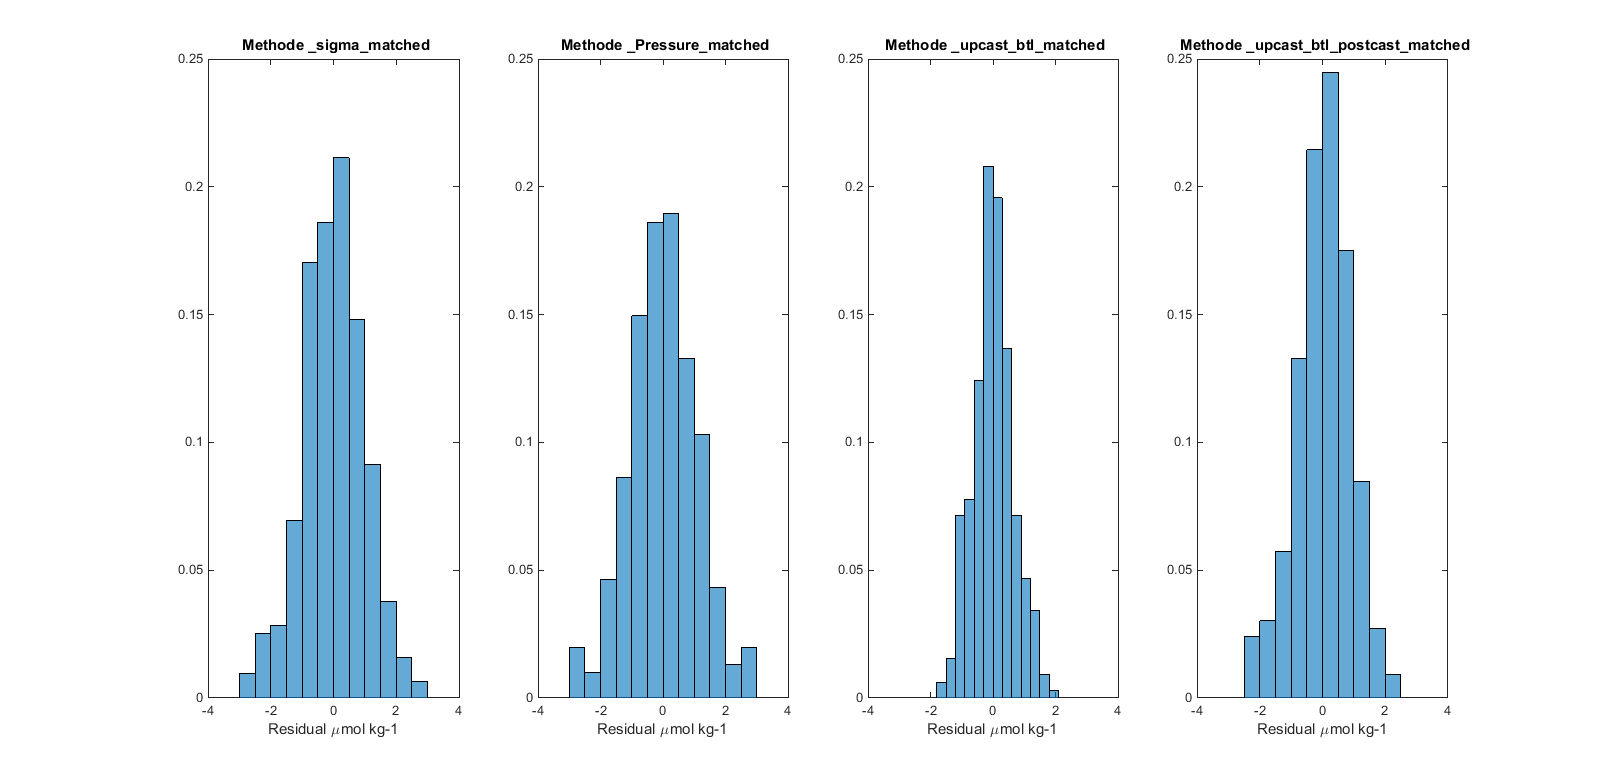 Methode _sigma_matched
0.25
0.2
0.15
0.1
0.05
0
-4 -2 0 2 4
Residual μmol kg-1
Methode _Pressure_matched
0.25
0.2
0.15
0.1
0.05
0
-4 -2 0 2 4
Residual μmol kg-1
Methode _upcast_btl_matched
0.25
0.2
0.15
0.1
0.05
0
-4 -2 0 2 4
Residual μmol kg-1
Methode _upcast_btl_postcast_matched
0.25
0.2
0.15
0.1
0.05
0
-4 -2 0 2 4
Residual μmol kg-1